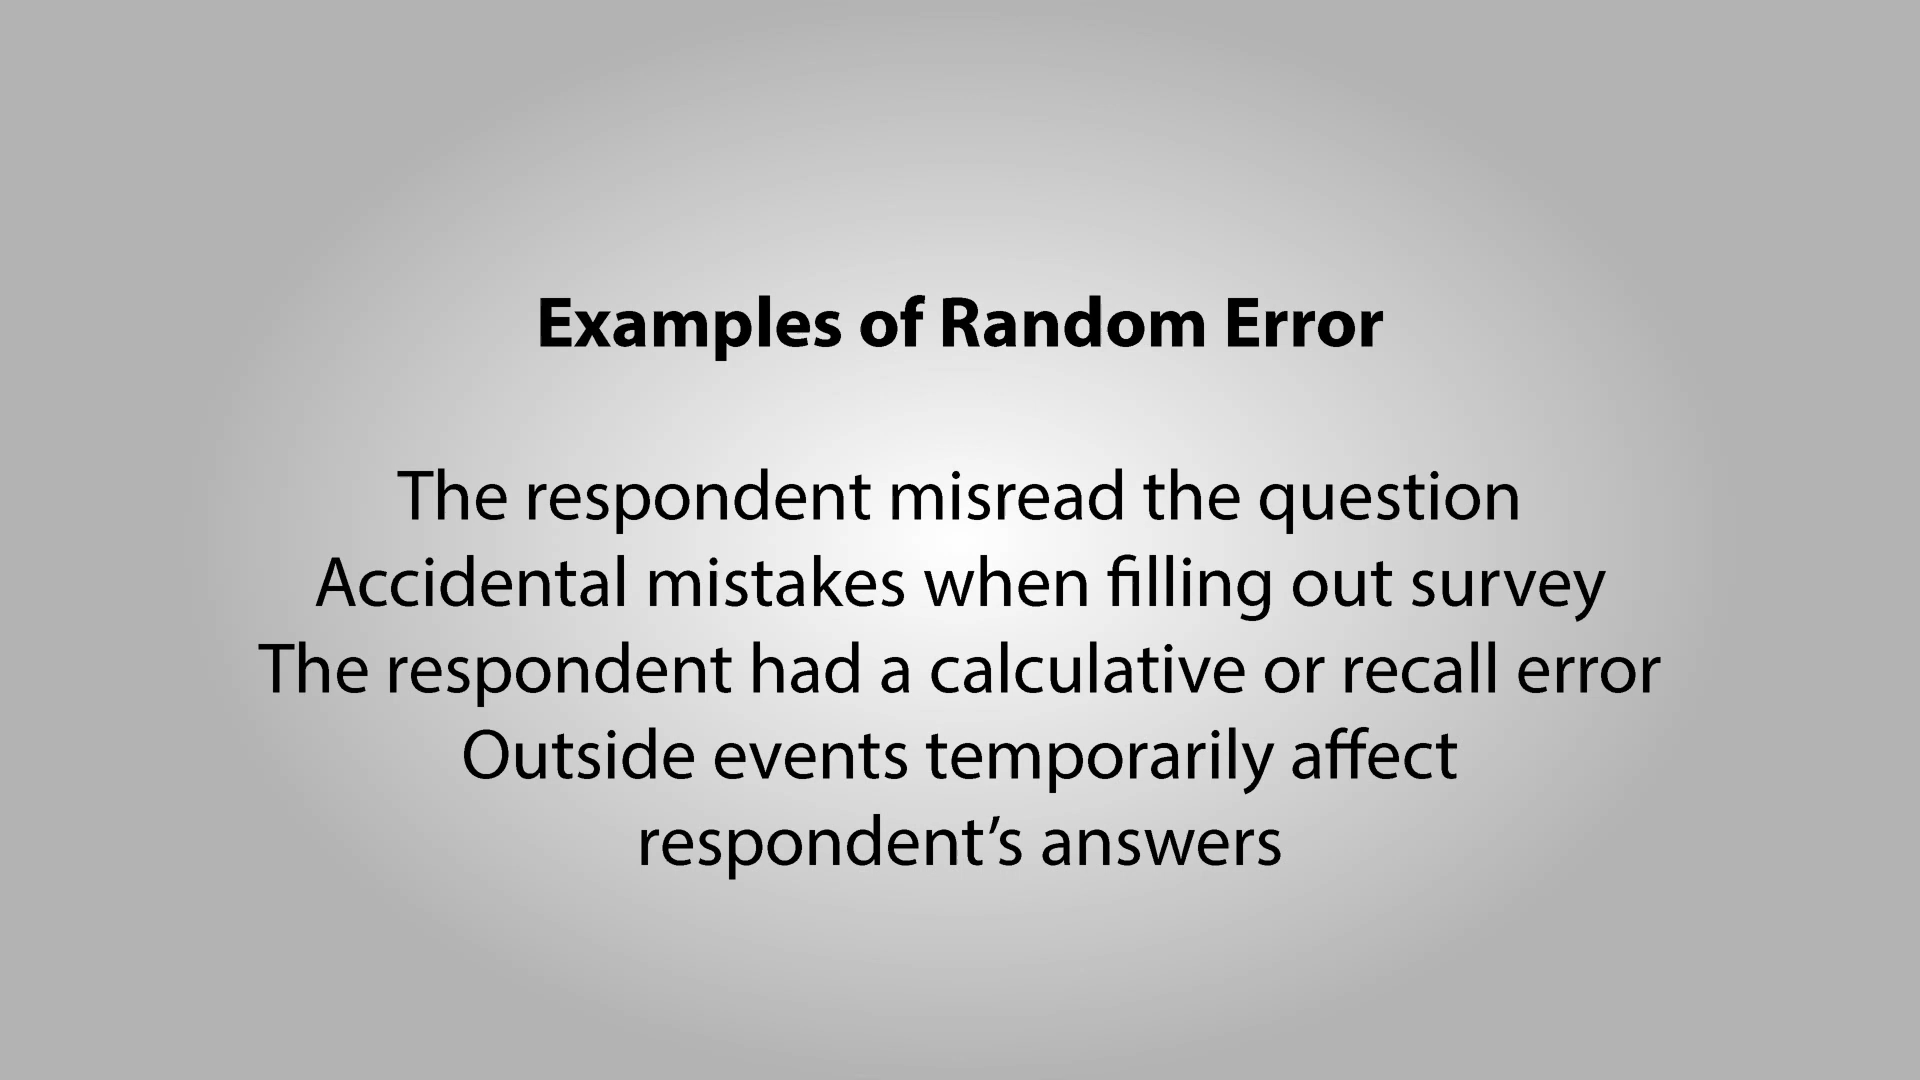 Examples of Random Error
The respondent misread the question
Accidental mistakes when filling out survey
The respondent had a calculative or recall error
Outside events temporarily affect
respondent’s answers